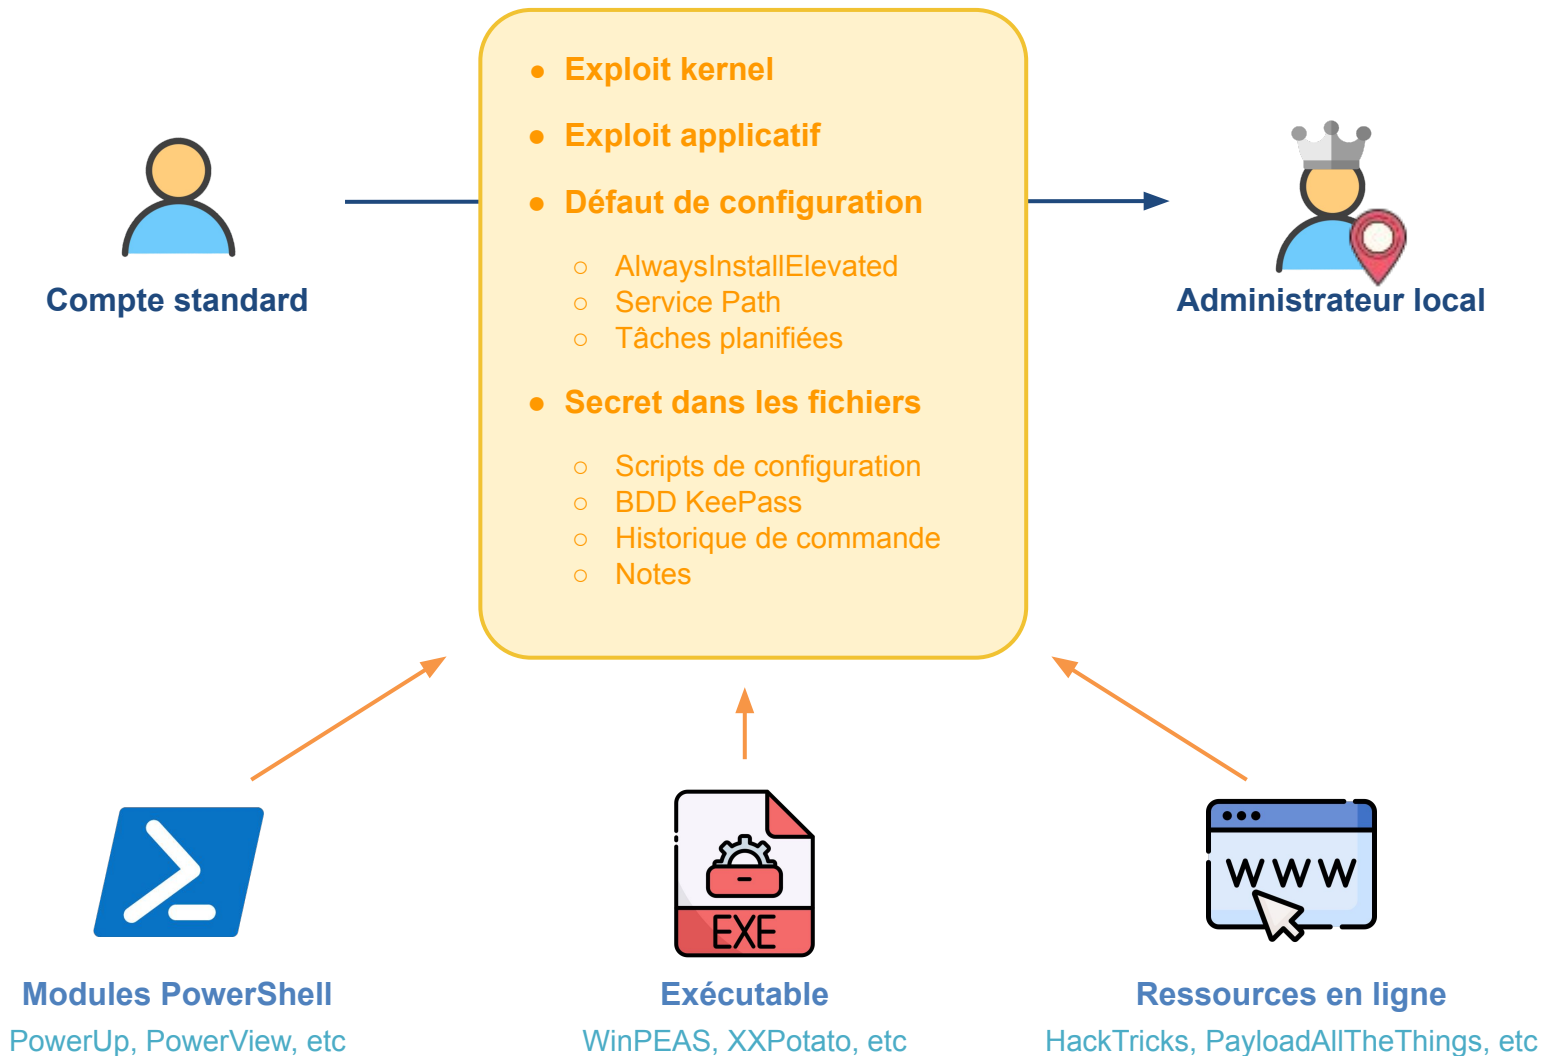 ● Exploit kernel
● Exploit applicatif
● Défaut de configuration
○ AlwaysInstallElevated
○ Service Path
○ Tâches planifiées
● Secret dans les fichiers
○ Scripts de configuration
○ BDD KeePass
○ Historique de commande
○ Notes
Compte standard
Administrateur local
EXE
W W W
Modules PowerShell
PowerUp, PowerView, etc
Exécutable
WinPEAS, XXPotato, etc
Ressources en ligne
HackTricks, PayloadAllTheThings, etc